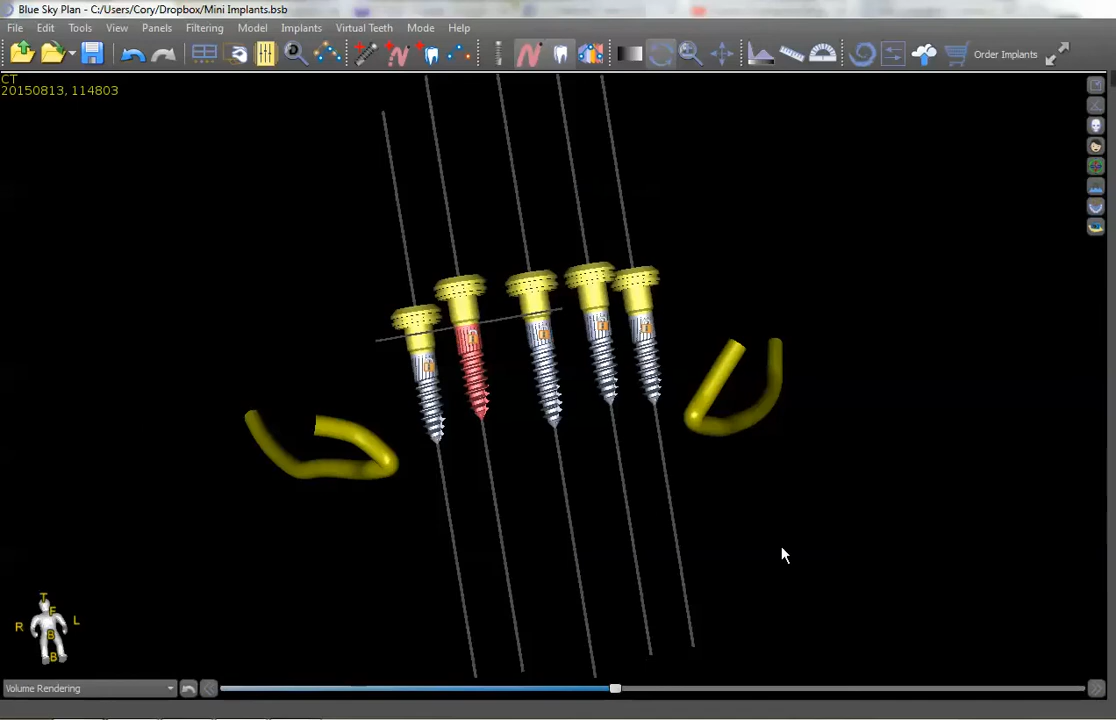 Blue Sky Plan - C:/Users/Cory/Dropbox/Mini Implants.bsb
File Edit Tools View Panels Filtering Model Implants Virtual Teeth Mode Help
Order Implants
CT
20150813, 114803
T
F
R L
B
B
Volume Rendering